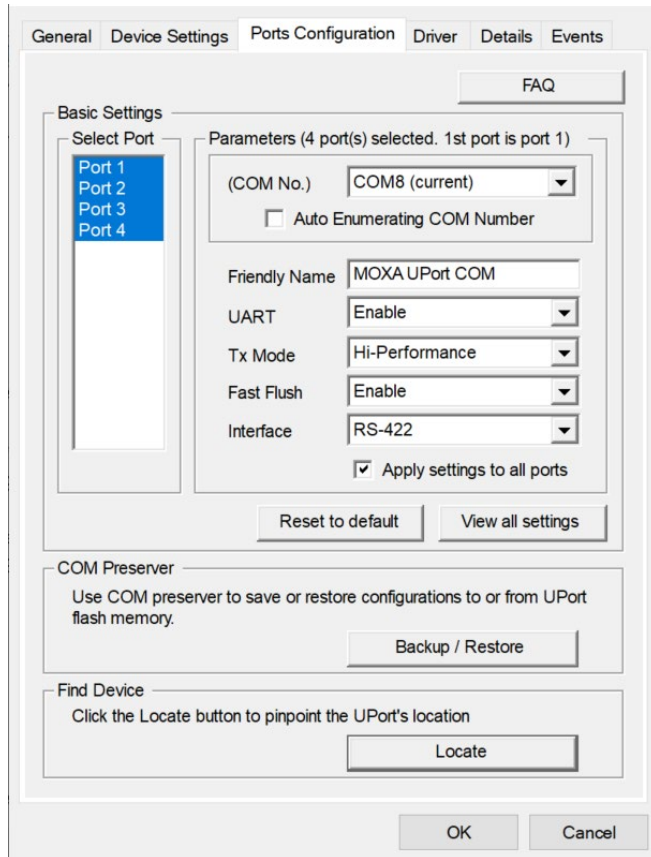 General Device Settings Ports Configuration Driver Details Events
FAQ
Basic Settings
Select Port
Port 1
Port 2
Port 3
Port 4
Parameters (4 port(s) selected. 1st port is port 1)
(COM No.) COM8 (current)
Auto Enumerating COM Number
Friendly Name MOXA UPort COM
UART Enable
Tx Mode Hi-Performance
Fast Flush Enable
Interface RS-422
Apply settings to all ports
Reset to default View all settings
COM Preserver
Use COM preserver to save or restore configurations to or from UPort
flash memory.
Backup / Restore
Find Device
Click the Locate button to pinpoint the UPort's location
Locate
OK Cancel